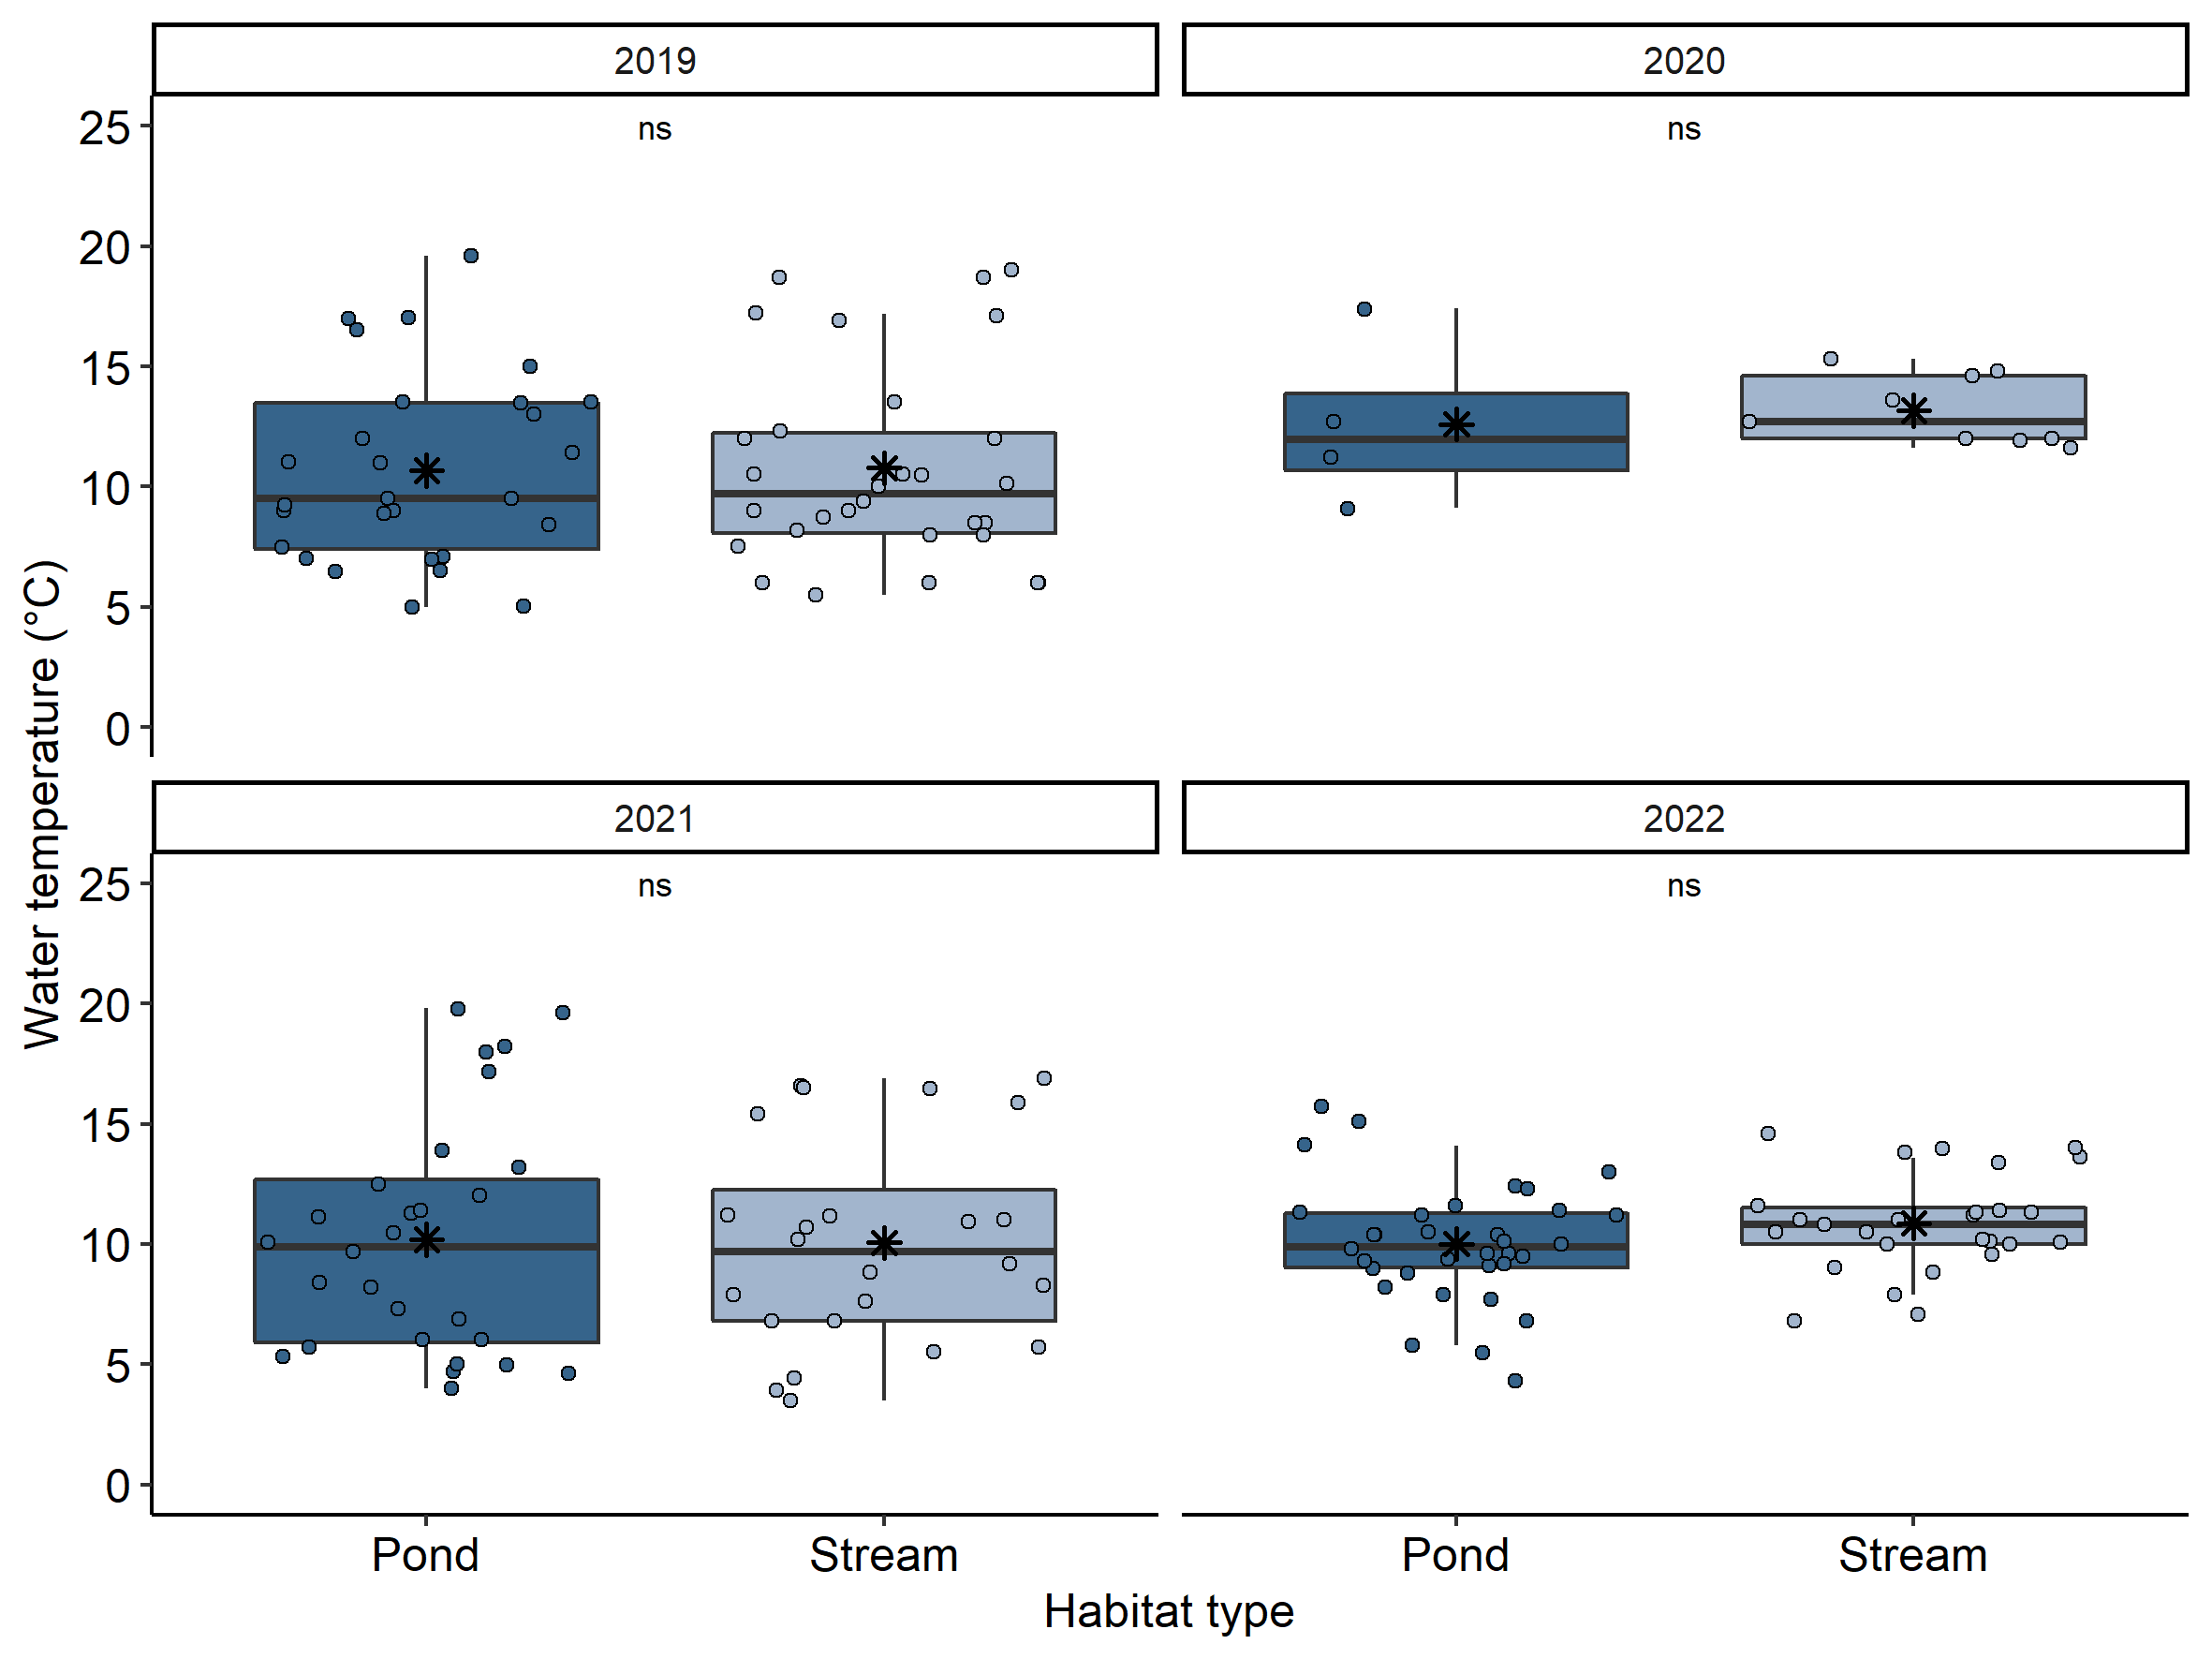 2019
2020
ns
ns
25
20
15
10
5
0
Water temperature (°C)
2021
2022
ns
ns
25
20
15
10
5
0
Pond
Stream
Pond
Stream
Habitat type